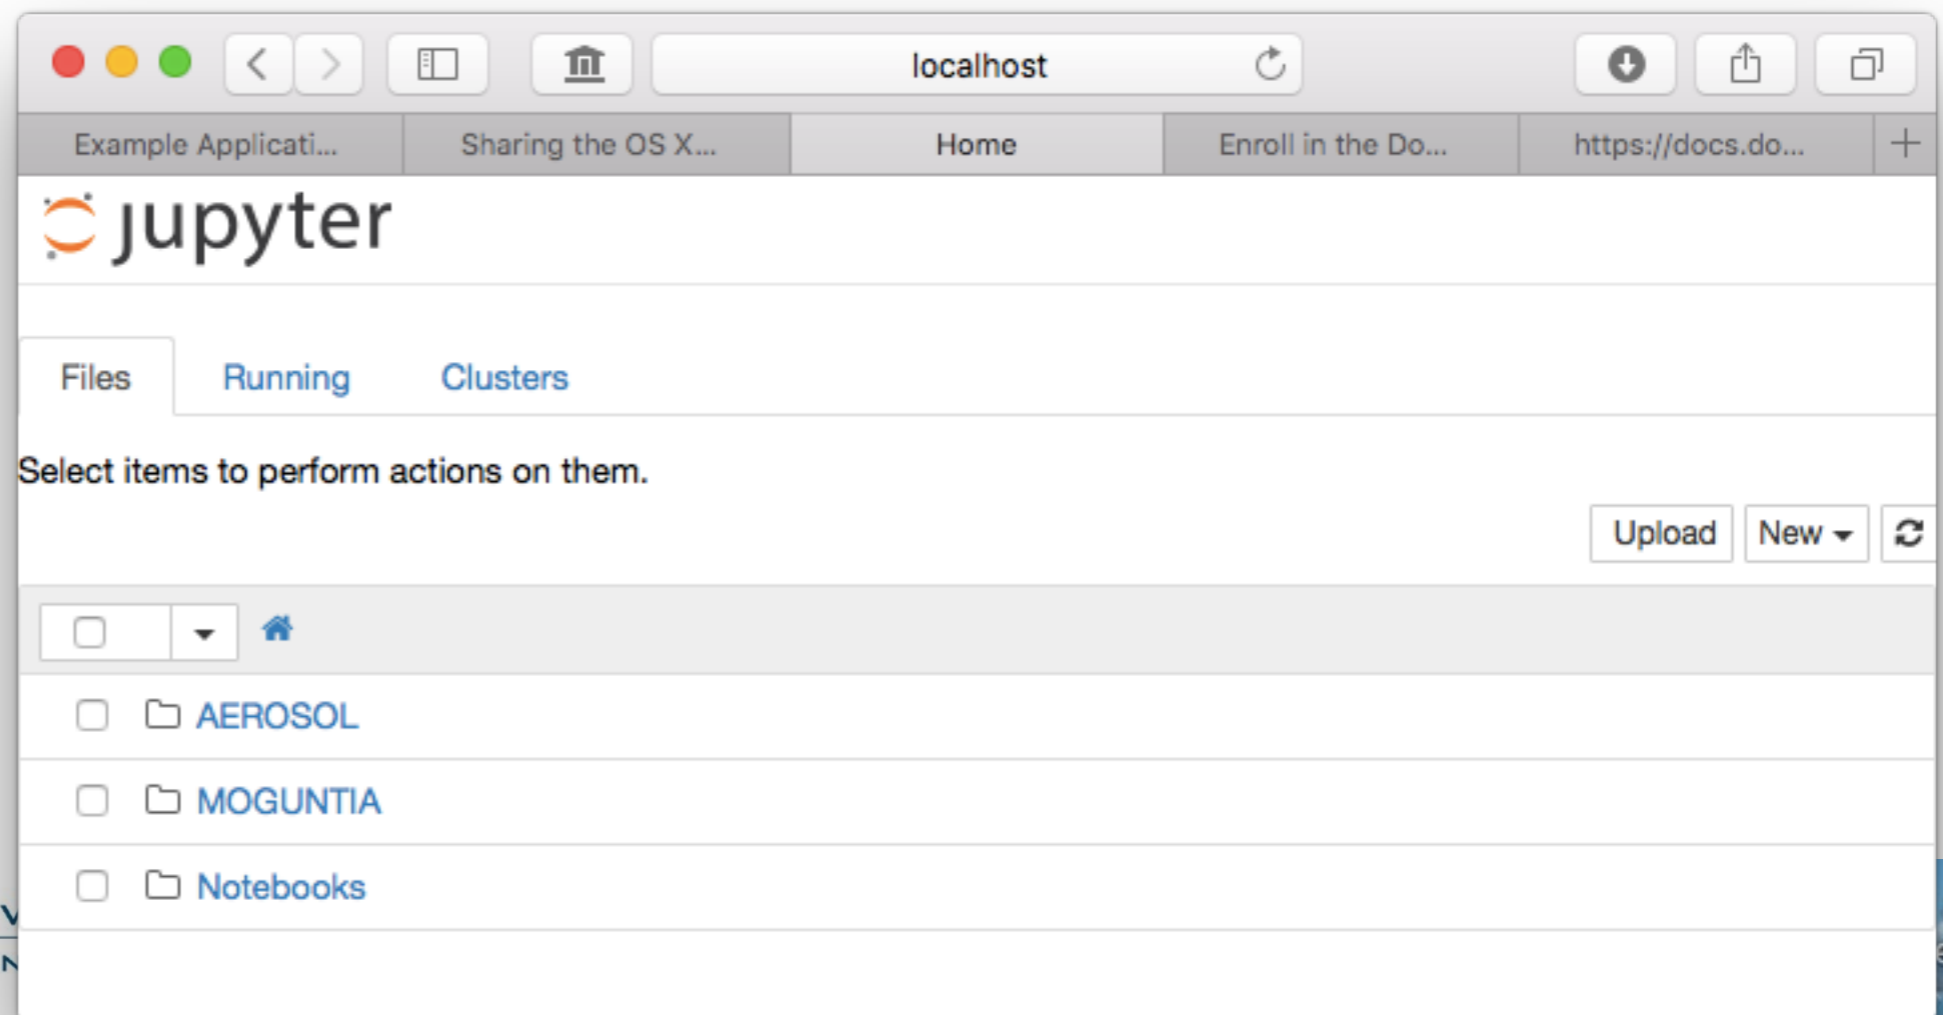 localhost
Example Applicati... Sharing the OS X... Home Enroll in the Do... https://docs.do...
jupyter
Files Running Clusters
Select items to perform actions on them.
Upload New
AEROSOL
MOGUNTIA
Notebooks